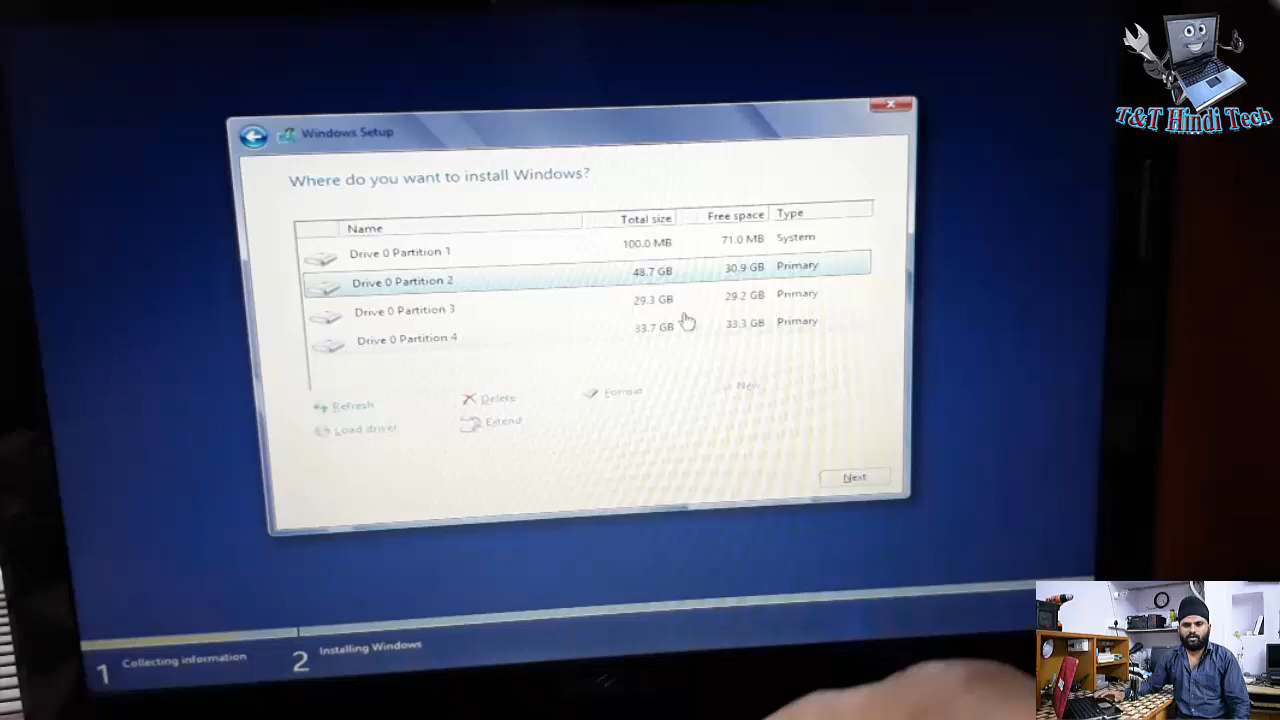 T&T Hindi Tech
Windows Setup
Where do you want to install Windows?
Name Total size Free space Type
Drive 0 Partition 1 100.0 MB 71.0 MB System
Drive 0 Partition 2 48.7 GB 30.9 GB Primary
Drive 0 Partition 3 29.3 GB 29.2 GB Primary
Drive 0 Partition 4 33.7 GB 33.3 GB Primary
Refresh Delete Format New
Load driver Extend
Next
1 Collecting information 2 Installing Windows